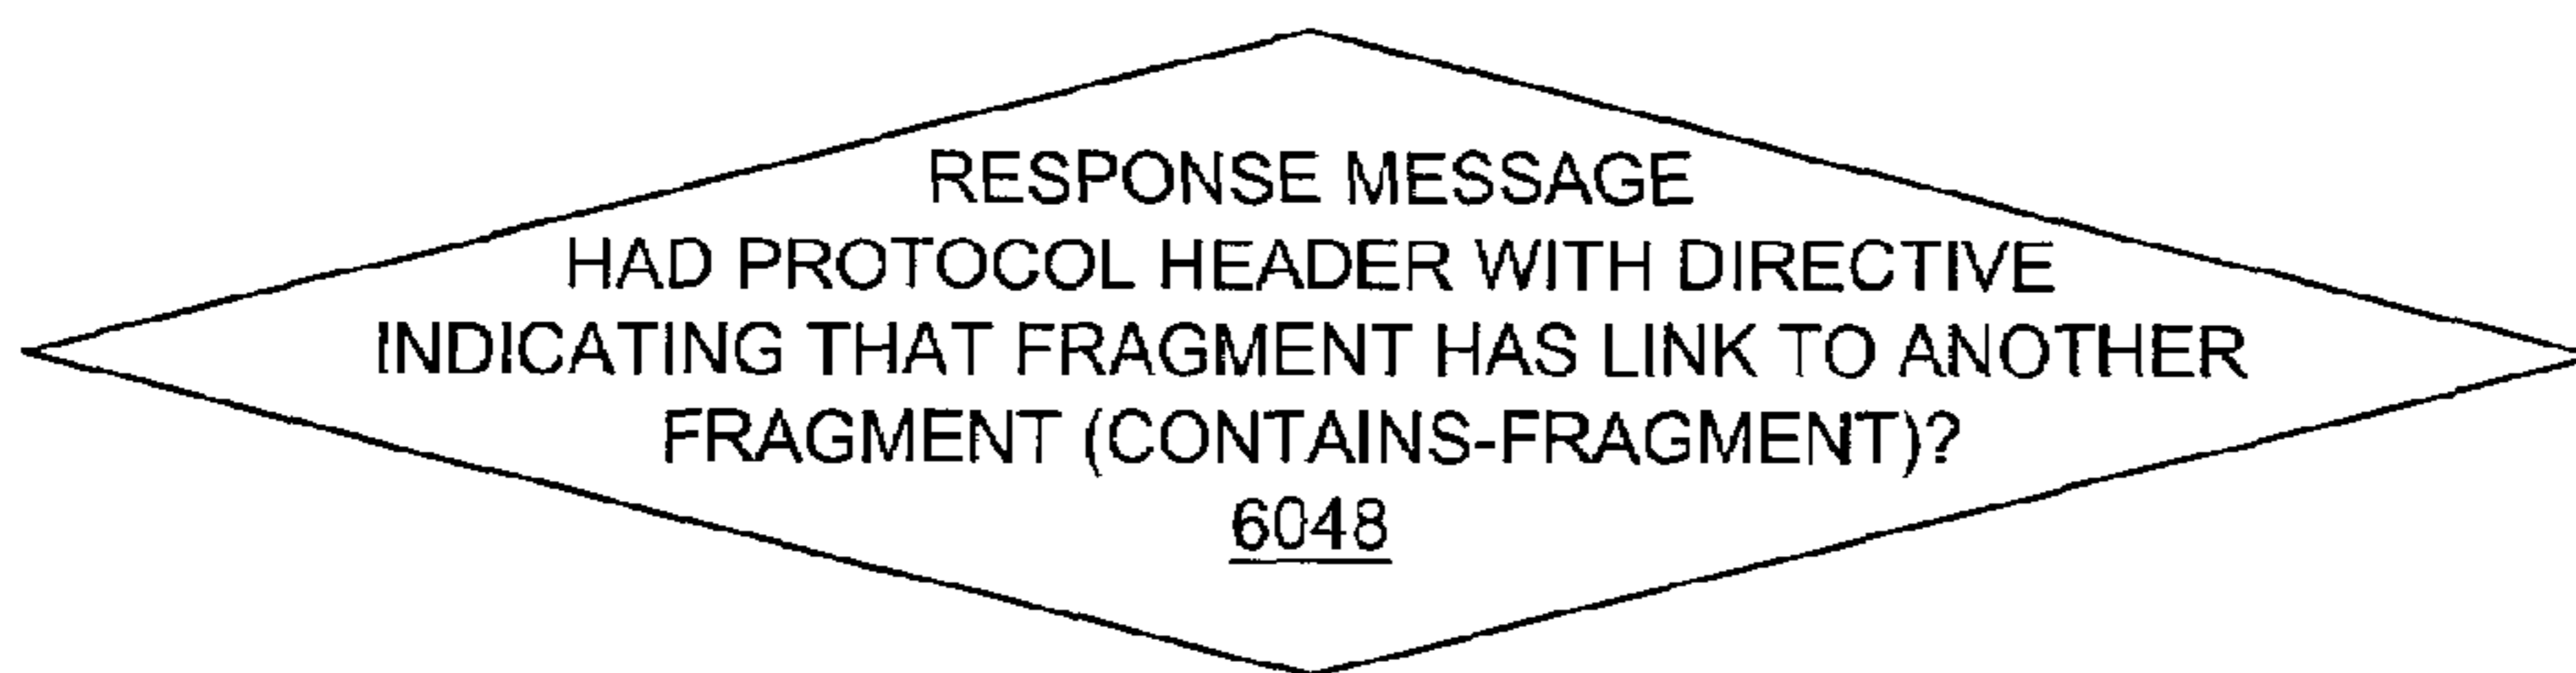 RESPONSE MESSAGE
HAD PROTOCOL HEADER WITH DIRECTIVE
INDICATING THAT FRAGMENT HAS LINK TO ANOTHER
FRAGMENT (CONTAINS-FRAGMENT)?
6048